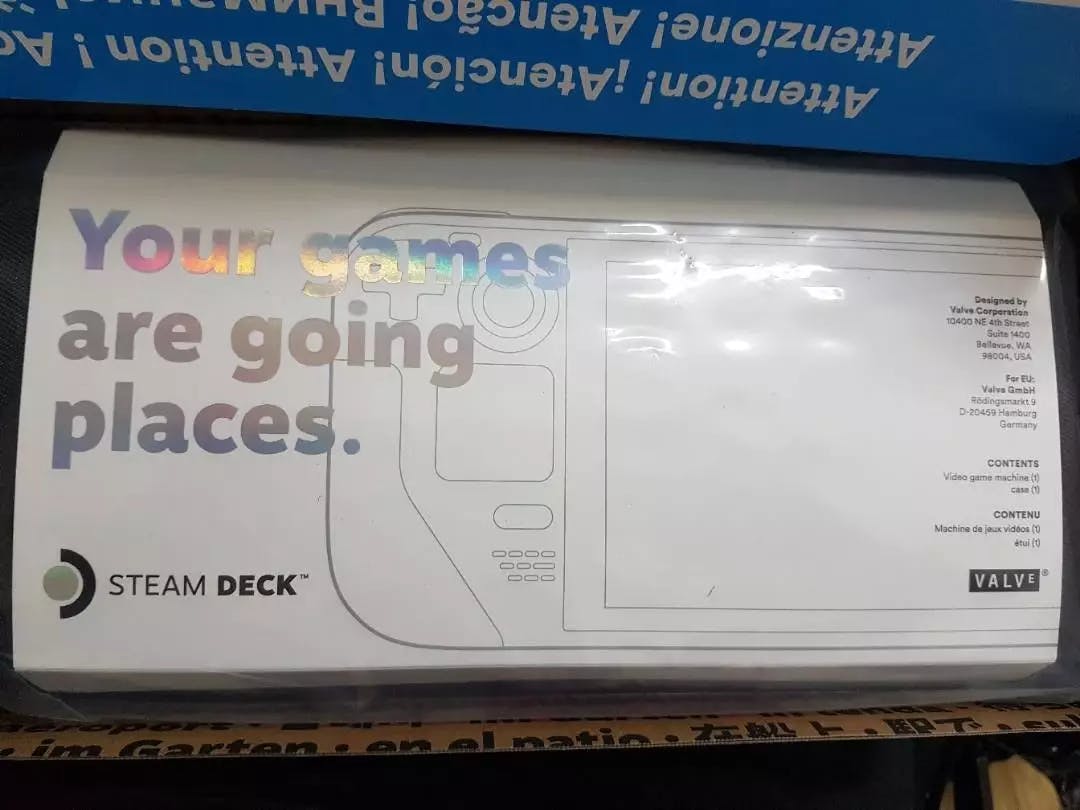 Attention! ¡Atención! Attention !
Attenzione! Atenção! Внимание!
Your games
are going
places.
STEAM DECK™
Designed by
Valve Corporation
10400 NE 4th Street
Suite 1400
Bellevue, WA
98004, USA
For EU:
Valve GmbH
Rödingsmarkt 9
D-20459 Hamburg
Germany
CONTENTS
Video game machine (1)
case (1)
CONTENU
Machine de jeux vidéos (1)
étui (1)
VALVE®
im Garten • en el patio •